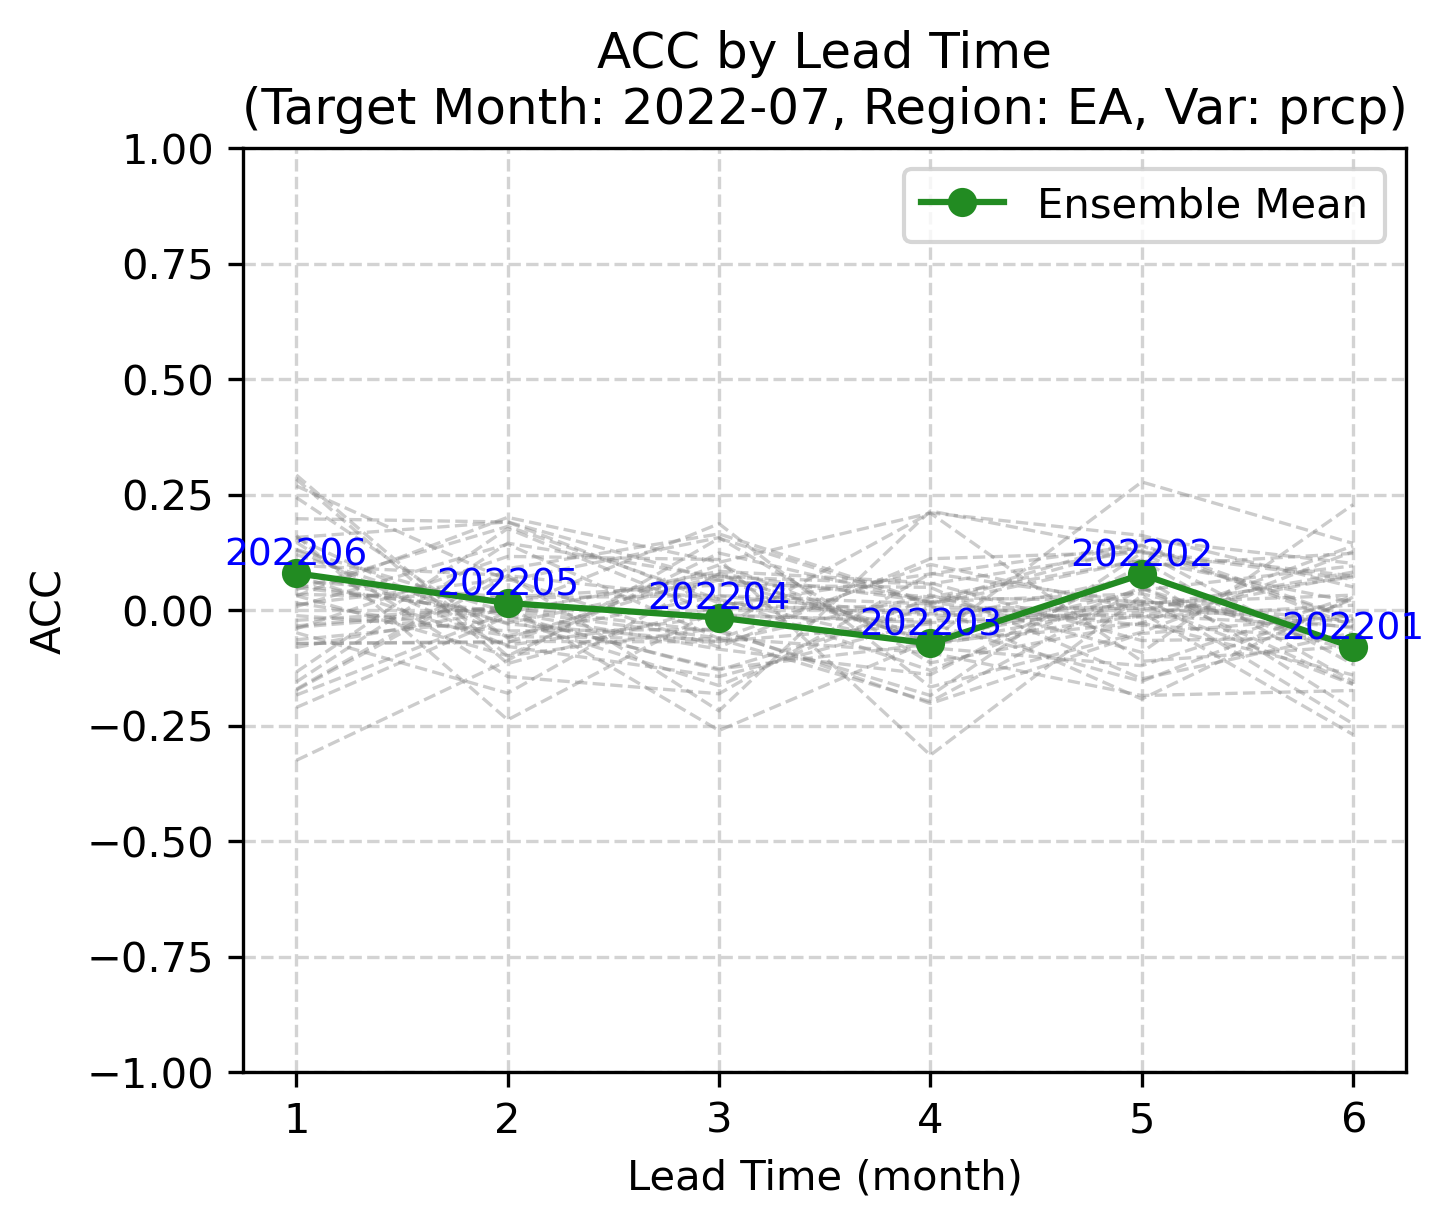 ACC by Lead Time
(Target Month: 2022-07, Region: EA, Var: prcp)
1.00
0.75
0.50
0.25
0.00
−0.25
−0.50
−0.75
−1.00
ACC
Ensemble Mean
202206
202205
202204
202203
202202
202201
1 2 3 4 5 6
Lead Time (month)